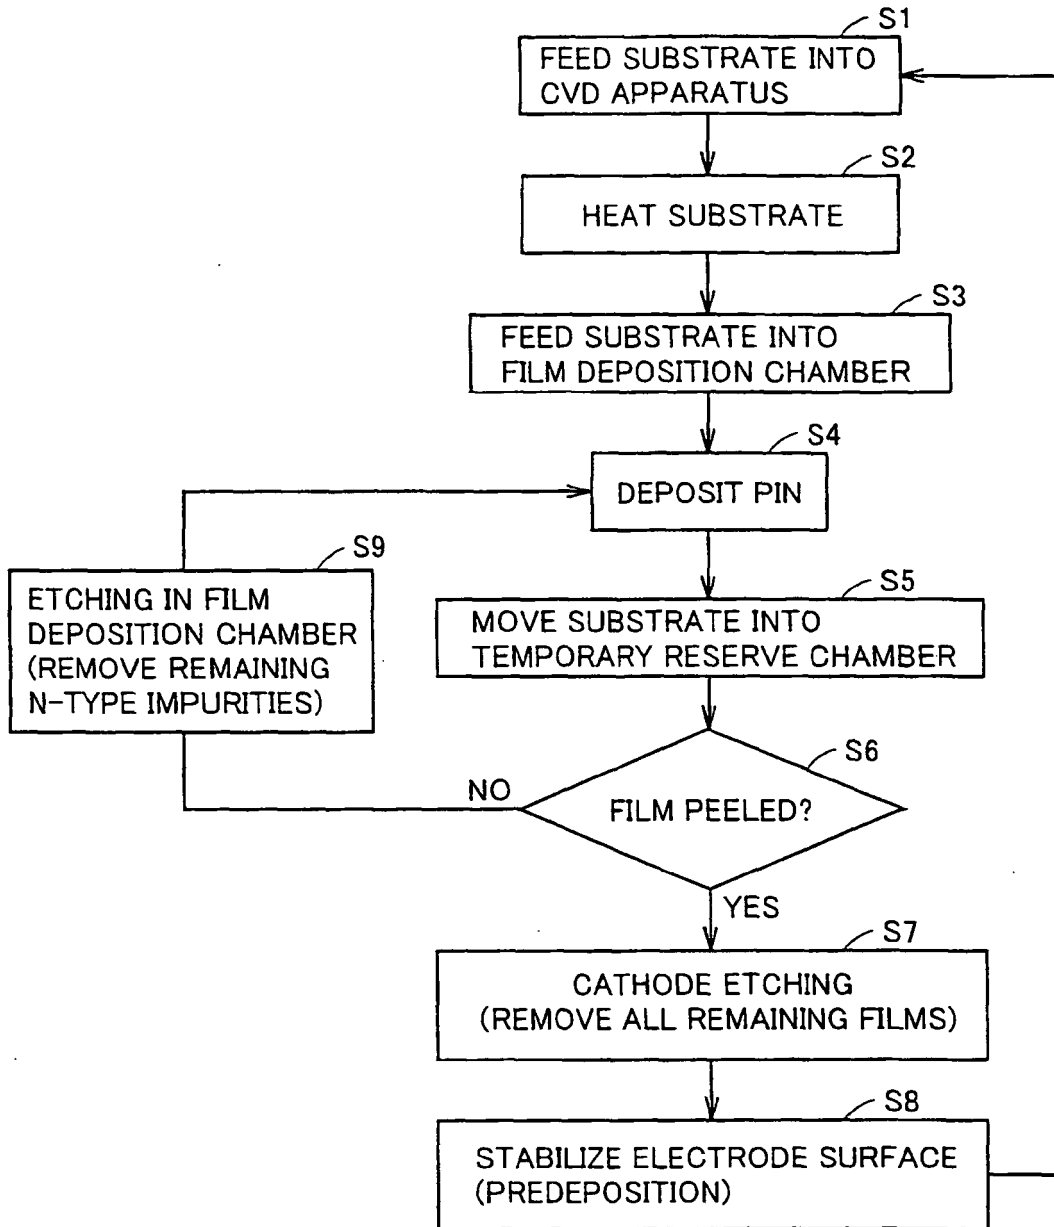 S1
FEED SUBSTRATE INTO
CVD APPARATUS
S2
HEAT SUBSTRATE
S3
FEED SUBSTRATE INTO
FILM DEPOSITION CHAMBER
S4
DEPOSIT PIN
S9
ETCHING IN FILM
DEPOSITION CHAMBER
(REMOVE REMAINING
N-TYPE IMPURITIES)
S5
MOVE SUBSTRATE INTO
TEMPORARY RESERVE CHAMBER
S6
NO
FILM PEELED?
YES
S7
CATHODE ETCHING
(REMOVE ALL REMAINING FILMS)
S8
STABILIZE ELECTRODE SURFACE
(PREDEPOSITION)